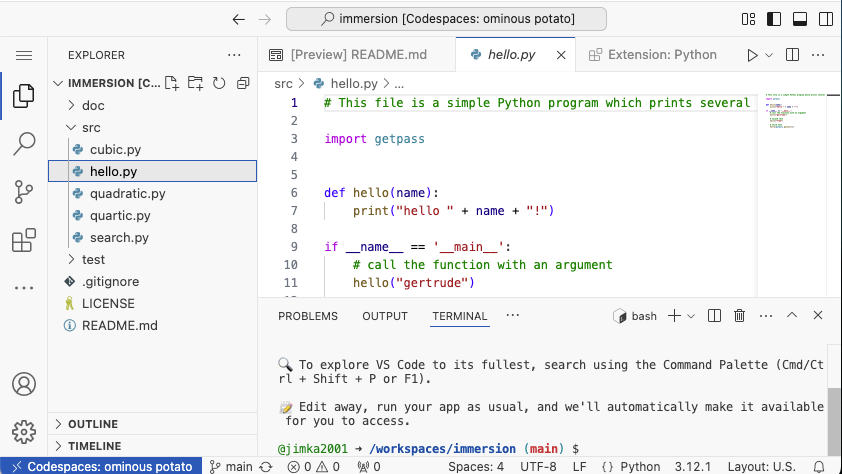 immersion [Codespaces: ominous potato]
EXPLORER
IMMERSION [C...
doc
src
cubic.py
hello.py
quadratic.py
quartic.py
search.py
test
.gitignore
LICENSE
README.md
OUTLINE
TIMELINE
[Preview] README.md
hello.py
Extension: Python
src > hello.py > ...
1 # This file is a simple Python program which prints several
2
3 import getpass
4
5
6 def hello(name):
7 print("hello " + name + "!")
8
9 if __name__ == '__main__':
10 # call the function with an argument
11 hello("gertrude")
PROBLEMS OUTPUT TERMINAL ...
bash
To explore VS Code to its fullest, search using the Command Palette (Cmd/Ct
rl + Shift + P or F1).
Edit away, run your app as usual, and we'll automatically make it available
for you to access.
@jimka2001 ➜ /workspaces/immersion (main) $
Codespaces: ominous potato main 0 0 0 Spaces: 4 UTF-8 LF {} Python 3.12.1 Layout: U.S.